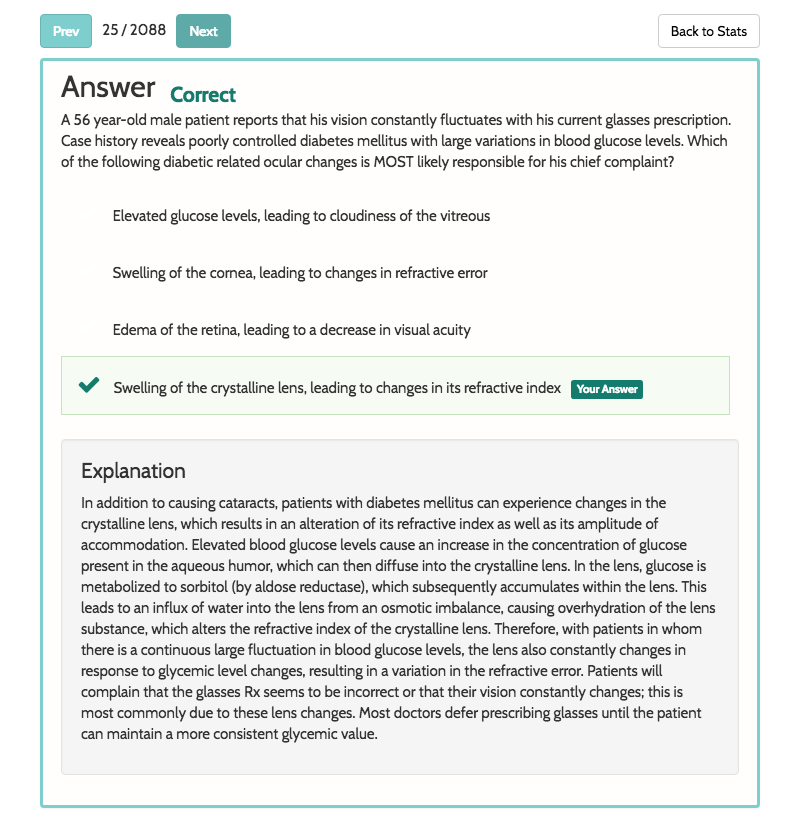 Prev 25 / 2088 Next Back to Stats
Answer Correct
A 56 year-old male patient reports that his vision constantly fluctuates with his current glasses prescription.
Case history reveals poorly controlled diabetes mellitus with large variations in blood glucose levels. Which
of the following diabetic related ocular changes is MOST likely responsible for his chief complaint?
Elevated glucose levels, leading to cloudiness of the vitreous
Swelling of the cornea, leading to changes in refractive error
Edema of the retina, leading to a decrease in visual acuity
Swelling of the crystalline lens, leading to changes in its refractive index Your Answer
Explanation
In addition to causing cataracts, patients with diabetes mellitus can experience changes in the
crystalline lens, which results in an alteration of its refractive index as well as its amplitude of
accommodation. Elevated blood glucose levels cause an increase in the concentration of glucose
present in the aqueous humor, which can then diffuse into the crystalline lens. In the lens, glucose is
metabolized to sorbitol (by aldose reductase), which subsequently accumulates within the lens. This
leads to an influx of water into the lens from an osmotic imbalance, causing overhydration of the lens
substance, which alters the refractive index of the crystalline lens. Therefore, with patients in whom
there is a continuous large fluctuation in blood glucose levels, the lens also constantly changes in
response to glycemic level changes, resulting in a variation in the refractive error. Patients will
complain that the glasses Rx seems to be incorrect or that their vision constantly changes; this is
most commonly due to these lens changes. Most doctors defer prescribing glasses until the patient
can maintain a more consistent glycemic value.